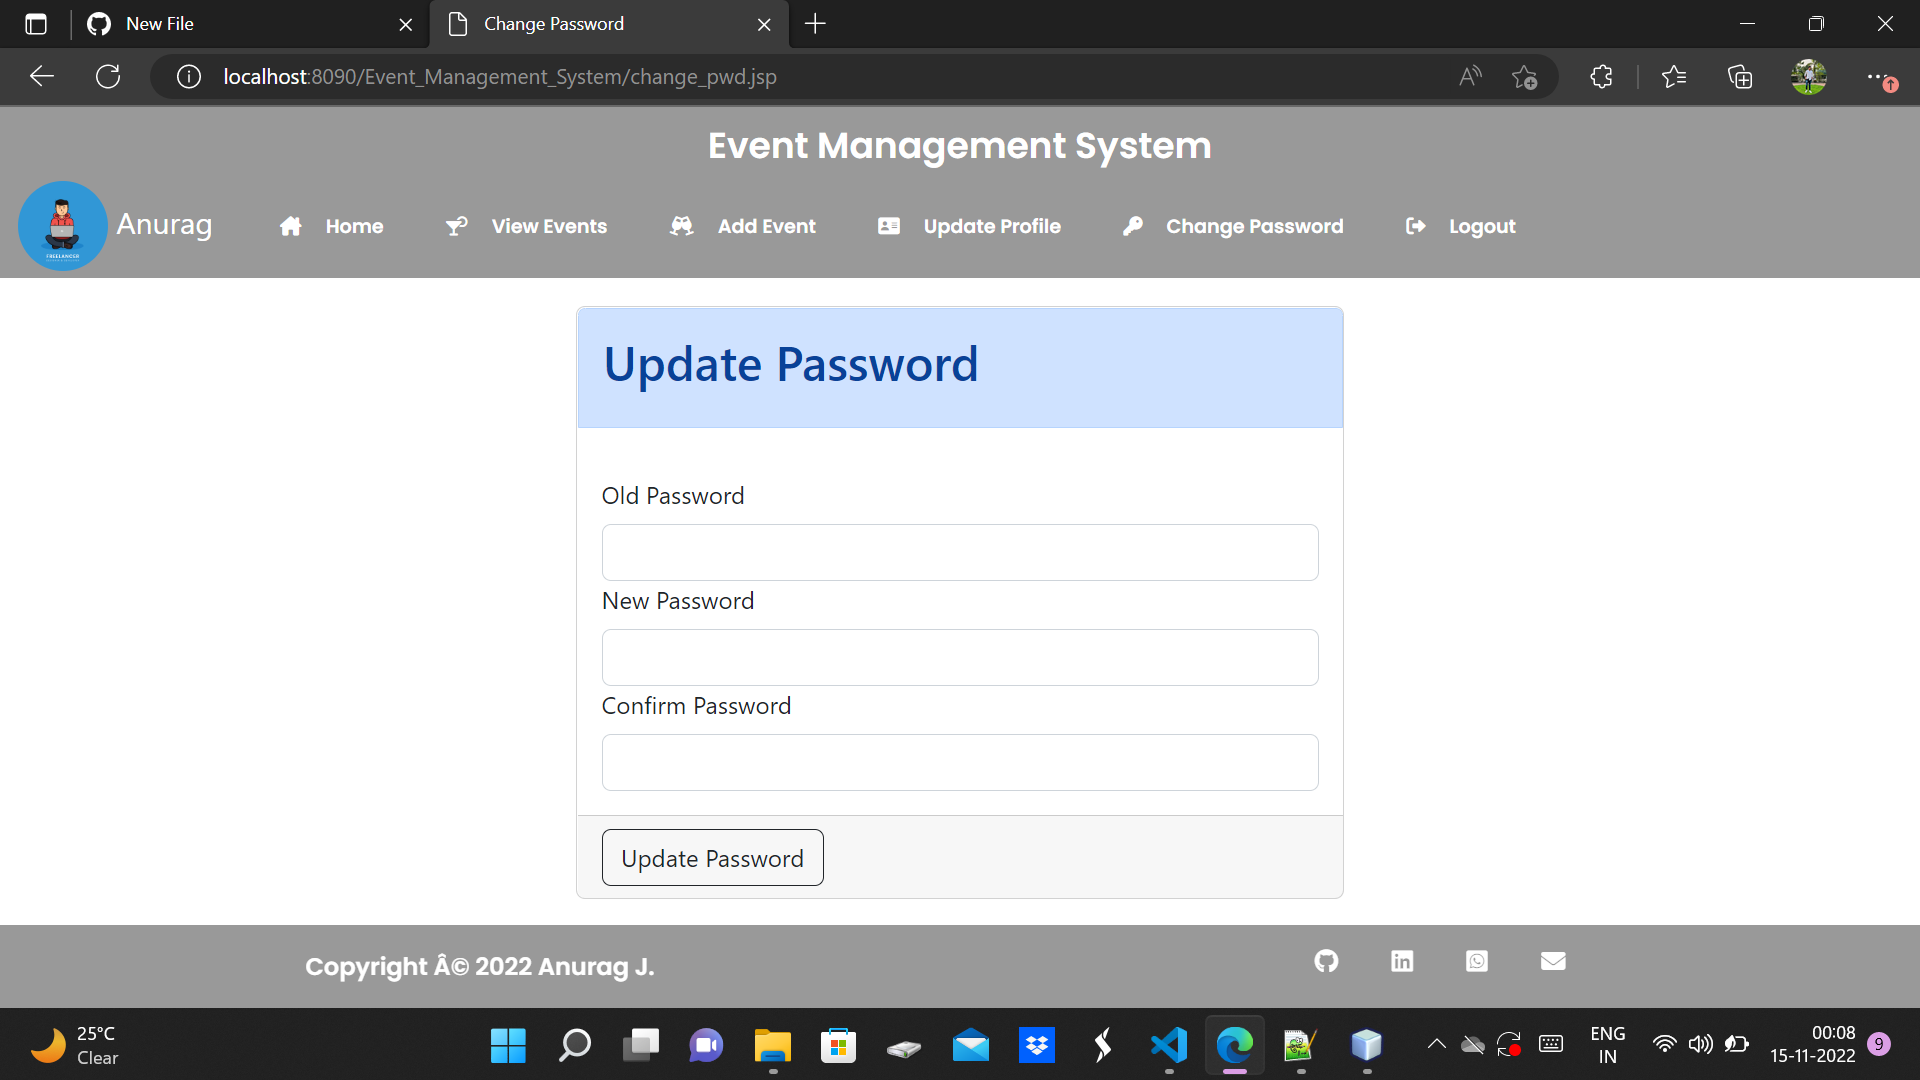 New File
Change Password
localhost:8090/Event_Management_System/change_pwd.jsp
Event Management System
FREELANCER
Anurag
Home
View Events
Add Event
Update Profile
Change Password
Logout
Update Password
Old Password
New Password
Confirm Password
Update Password
Copyright Â© 2022 Anurag J.
25°C
Clear
ENG
IN
00:08
15-11-2022
9